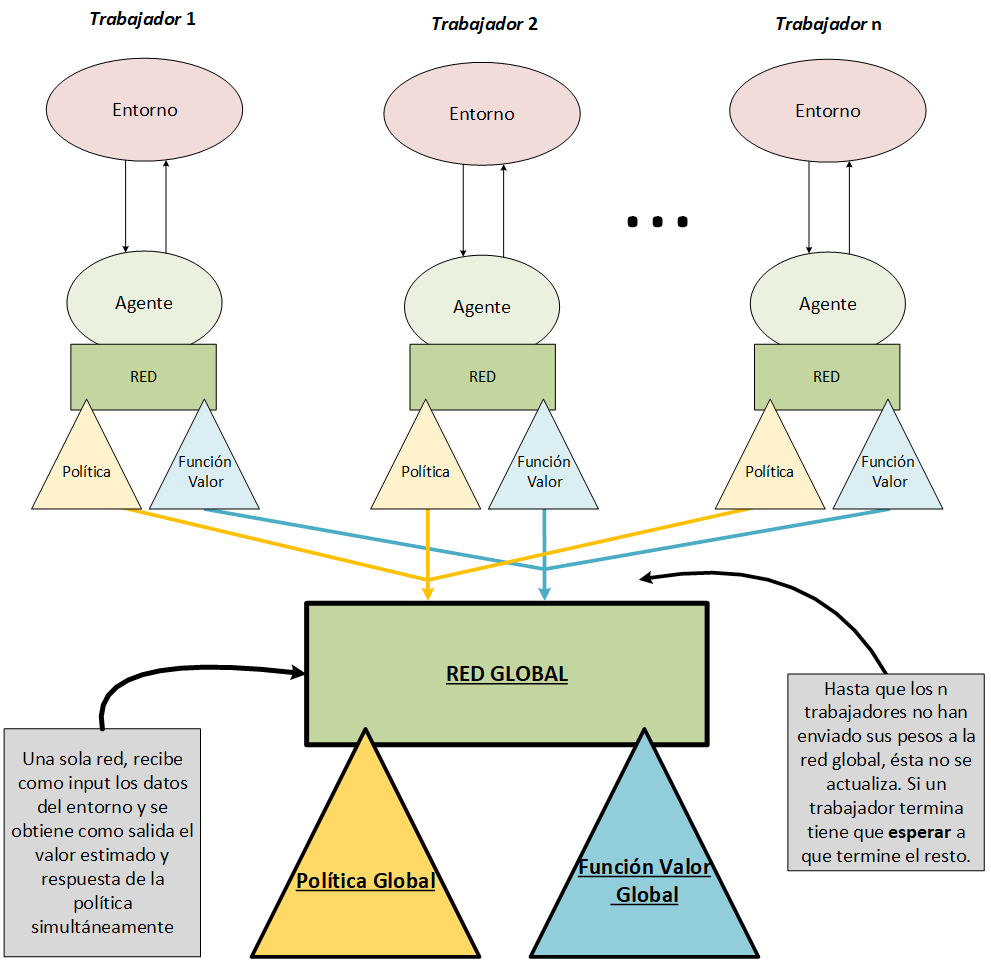 Trabajador 1
Trabajador 2
Trabajador n
Entorno
Entorno
Entorno
Agente
Agente
Agente
RED
RED
RED
Política
Función
Valor
Política
Función
Valor
Política
Función
Valor
RED GLOBAL
Hasta que los n
trabajadores no han
enviado sus pesos a la
red global, ésta no se
actualiza. Si un
trabajador termina
tiene que esperar a
que termine el resto.
Una sola red, recibe
como input los datos
del entorno y se
obtiene como salida el
valor estimado y
respuesta de la
política
simultáneamente
Política Global
Función Valor
Global